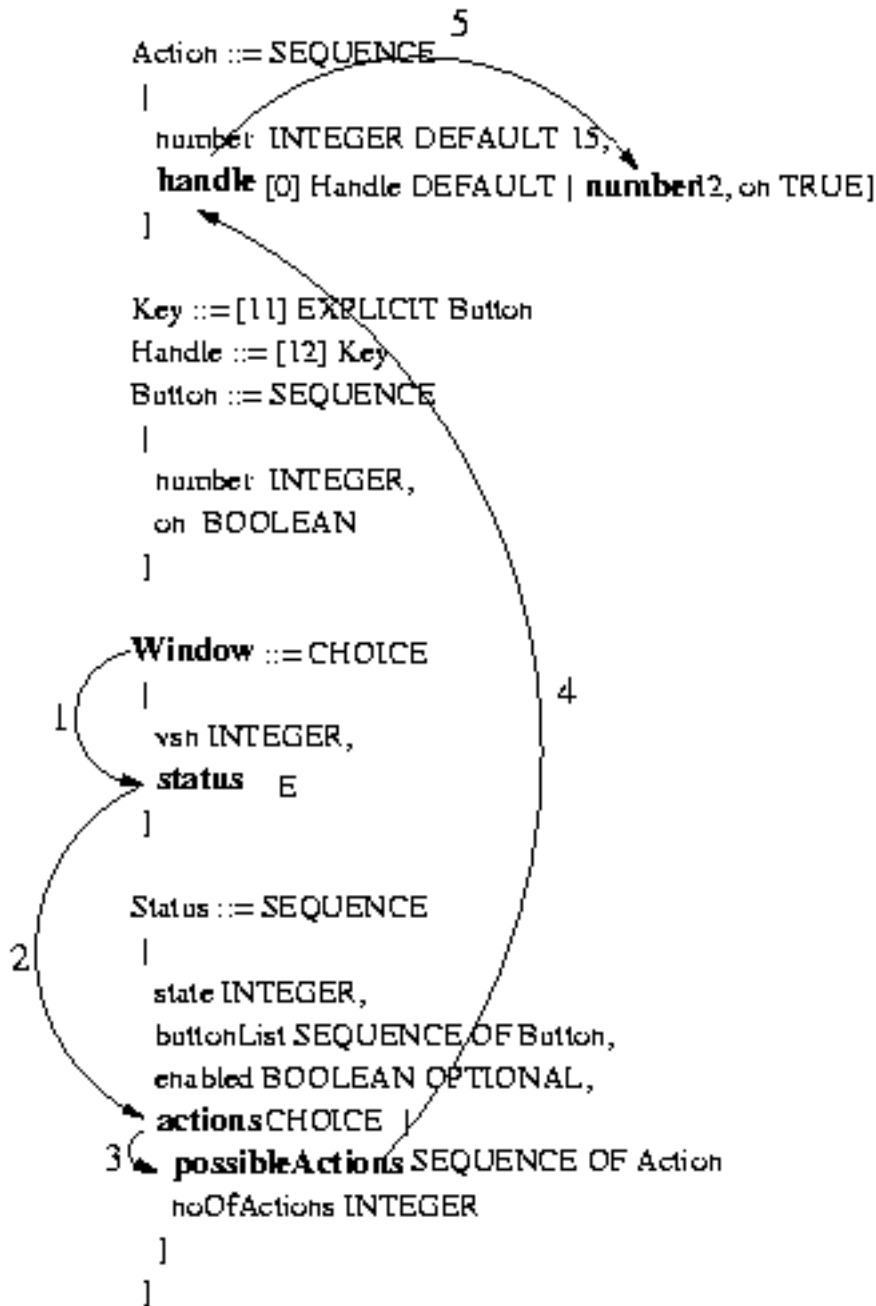 5
Action ::= SEQUENCE
|
number INTEGER DEFAULT 15,
handle [0] Handle DEFAULT | number12, on TRUE]
]
Key ::= [11] EXPLICIT Button
Handle ::= [12] Key
Button ::= SEQUENCE
|
number INTEGER,
on BOOLEAN
]
Window ::= CHOICE
4
1
|
vsn INTEGER,
status E
]
Status ::= SEQUENCE
2
|
state INTEGER,
buttonList SEQUENCE OF Button,
enabled BOOLEAN OPTIONAL,
actions CHOICE |
3
possibleActions SEQUENCE OF Action
noOfActions INTEGER
]
]